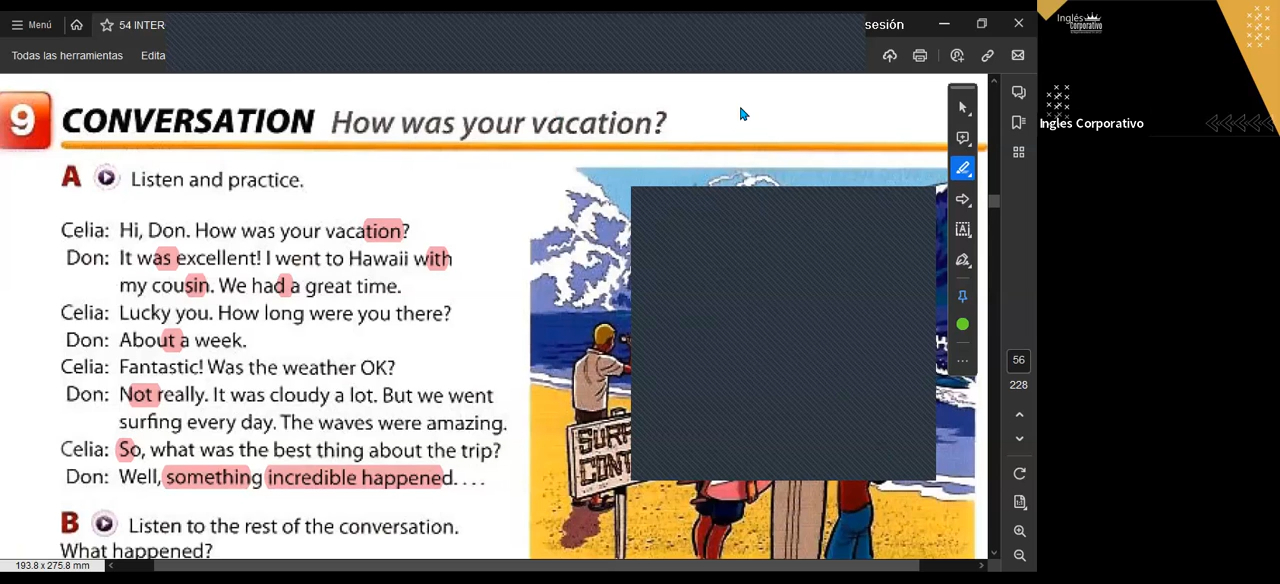 Menú
54 INTER
sesión
Todas las herramientas
Edita
Inglés
Corporativo
Ingles Corporativo
9
CONVERSATION How was your vacation?
A Listen and practice.
Celia: Hi, Don. How was your vacation?
Don: It was excellent! I went to Hawaii with
my cousin. We had a great time.
Celia: Lucky you. How long were you there?
Don: About a week.
Celia: Fantastic! Was the weather OK?
Don: Not really. It was cloudy a lot. But we went
surfing every day. The waves were amazing.
Celia: So, what was the best thing about the trip?
Don: Well, something incredible happened. . . .
B Listen to the rest of the conversation.
What happened?
SURF
CONT
56
228
193.8 x 275.8 mm